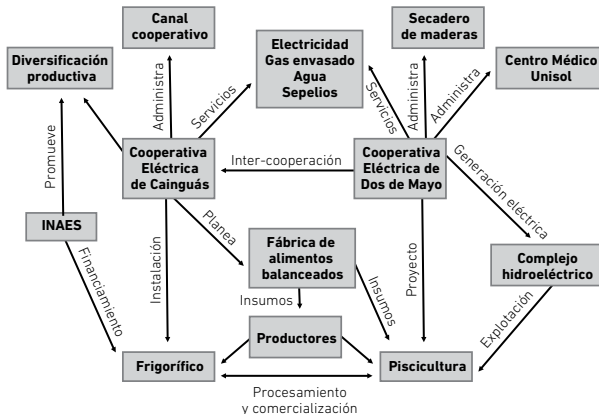 Canal
cooperativo
Secadero
de maderas
Diversificación
productiva
Electricidad
Gas envasado
Agua
Sepelios
Centro Médico
Unisol
Administra
Servicios
Servicios
Administra
Administra
Promueve
Cooperativa
Eléctrica
de Cainguás
Inter-cooperación
Cooperativa
Eléctrica de
Dos de Mayo
Generación eléctrica
INAES
Planea
Fábrica de
alimentos
balanceados
Complejo
hidroeléctrico
Financiamiento
Instalación
Insumos
Insumos
Proyecto
Explotación
Productores
Frigorífico
Piscicultura
Procesamiento
y comercialización